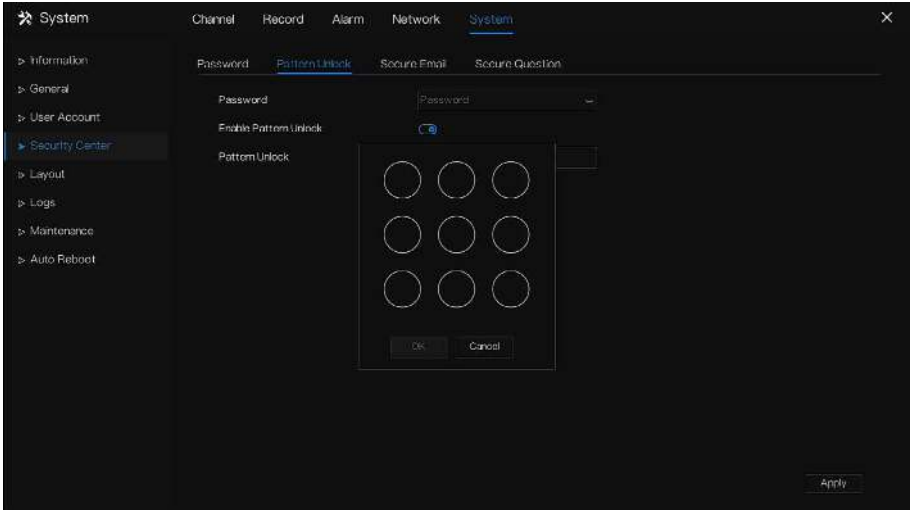 System
Channel Record Alarm Network System
Information
General
User Account
Security Center
Layout
Logs
Maintenance
Auto Reboot
Password Pattern Unlock Secure Email Secure Question
Password Password
Enable Pattern Unlock
Pattern Unlock
OK Cancel
Apply